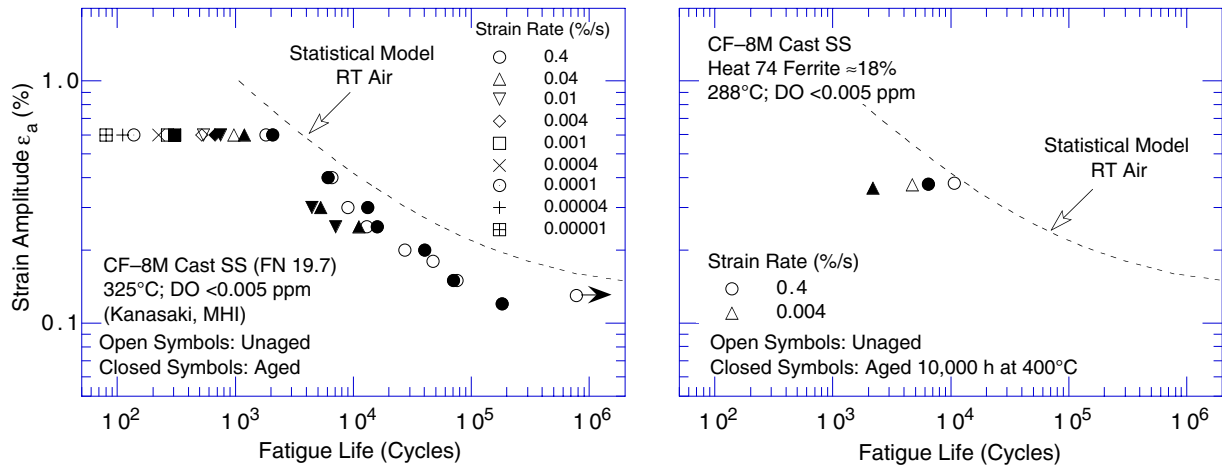 Strain Rate (%/s)
0.4
0.04
0.01
0.004
0.001
0.0004
0.0001
0.00004
0.00001
Statistical Model
RT Air
1.0
0.1
Strain Amplitude εa (%)
CF–8M Cast SS (FN 19.7)
325°C; DO <0.005 ppm
(Kanasaki, MHI)
Open Symbols: Unaged
Closed Symbols: Aged
10² 10³ 10⁴ 10⁵ 10⁶
Fatigue Life (Cycles)
CF–8M Cast SS
Heat 74 Ferrite ≈18%
288°C; DO <0.005 ppm
Statistical Model
RT Air
Strain Rate (%/s)
0.4
0.004
Open Symbols: Unaged
Closed Symbols: Aged 10,000 h at 400°C
10² 10³ 10⁴ 10⁵ 10⁶
Fatigue Life (Cycles)